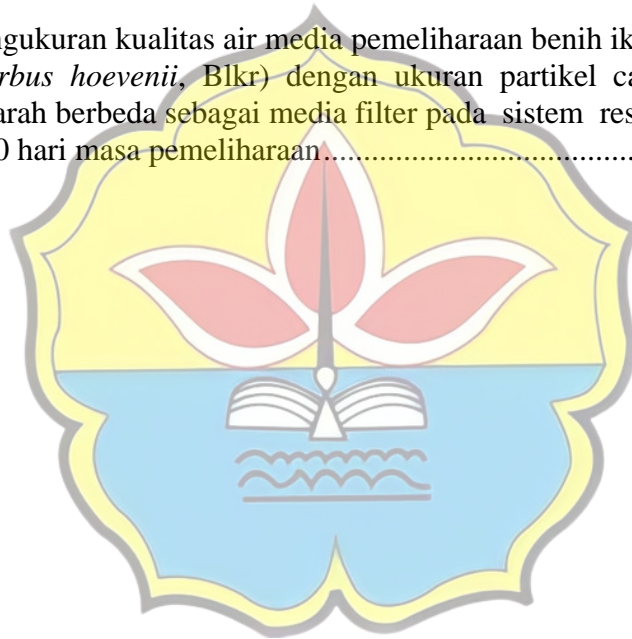 ngukuran kualitas air media pemeliharaan benih ik
rbus hoevenii, Blkr) dengan ukuran partikel ca
arah berbeda sebagai media filter pada sistem res
0 hari masa pemeliharaan......................................